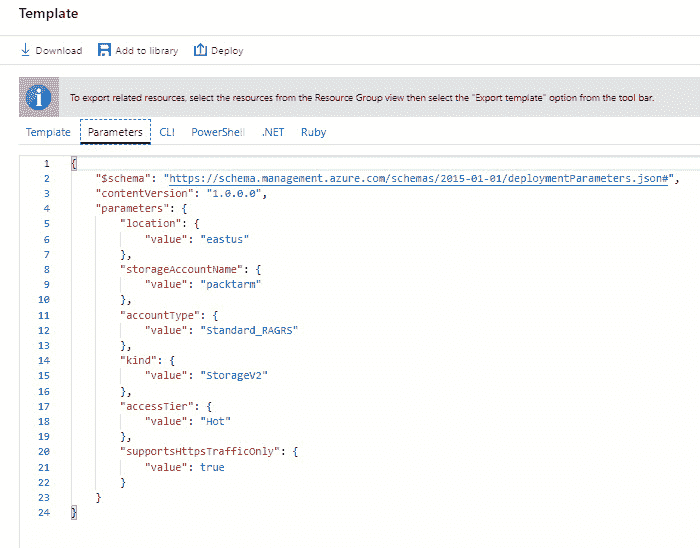 Template
Download Add to library Deploy
To export related resources, select the resources from the Resource Group view then select the "Export template" option from the tool bar.
Template Parameters CLI PowerShell .NET Ruby
1 {
2 "$schema": "https://schema.management.azure.com/schemas/2015-01-01/deploymentParameters.json#",
3 "contentVersion": "1.0.0.0",
4 "parameters": {
5 "location": {
6 "value": "eastus"
7 },
8 "storageAccountName": {
9 "value": "packtarm"
10 },
11 "accountType": {
12 "value": "Standard_RAGRS"
13 },
14 "kind": {
15 "value": "StorageV2"
16 },
17 "accessTier": {
18 "value": "Hot"
19 },
20 "supportsHttpsTrafficOnly": {
21 "value": true
22 }
23 }
24 }